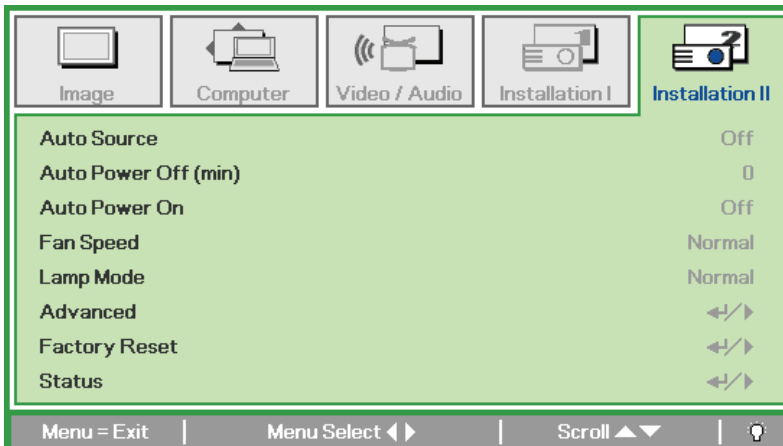 Image Computer Video / Audio Installation I Installation II
Auto Source Off
Auto Power Off (min) 0
Auto Power On Off
Fan Speed Normal
Lamp Mode Normal
Advanced
Factory Reset
Status
Menu = Exit Menu Select Scroll